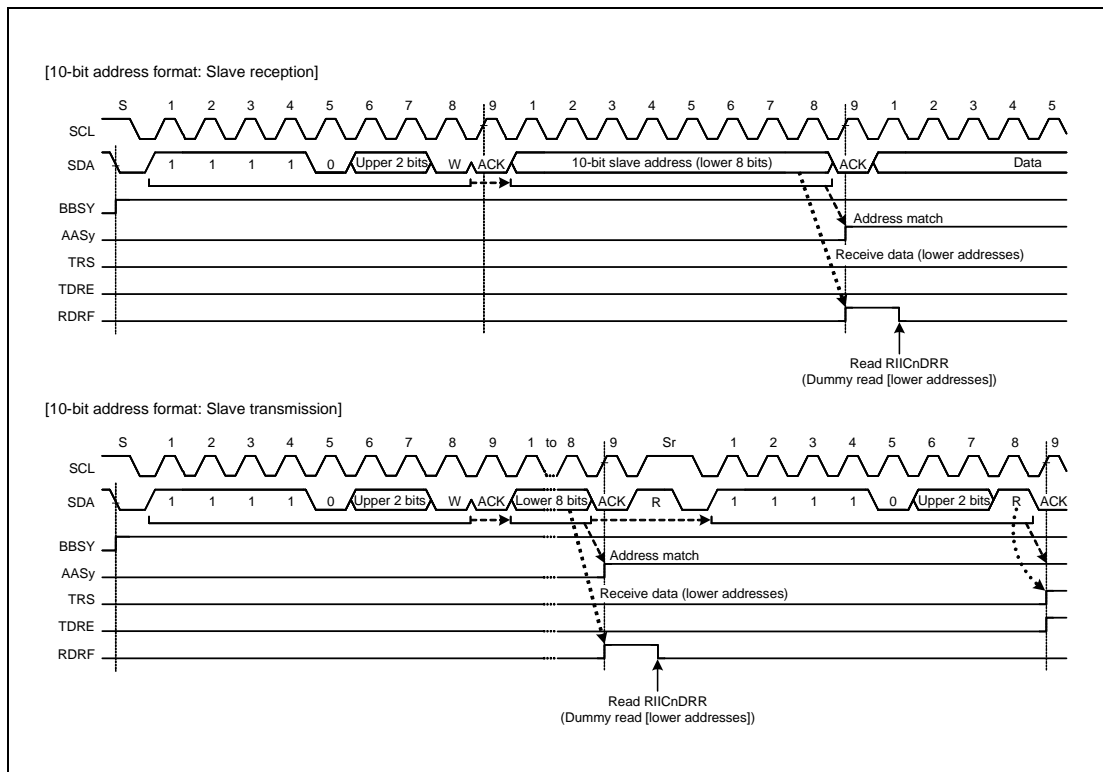 [10-bit address format: Slave reception]
S 1 2 3 4 5 6 7 8 9 1 2 3 4 5 6 7 8 9 1 2 3 4 5
SCL
SDA 1 1 1 1 0 Upper 2 bits W ACK 10-bit slave address (lower 8 bits) ACK Data
BBSY
Address match
AASy
Receive data (lower addresses)
TRS
TDRE
RDRF
Read RIICnDRR
(Dummy read [lower addresses])
[10-bit address format: Slave transmission]
S 1 2 3 4 5 6 7 8 9 1 to 8 9 Sr 1 2 3 4 5 6 7 8 9
SCL
SDA 1 1 1 1 0 Upper 2 bits W ACK Lower 8 bits ACK R 1 1 1 1 0 Upper 2 bits R ACK
BBSY
Address match
AASy
Receive data (lower addresses)
TRS
TDRE
RDRF
Read RIICnDRR
(Dummy read [lower addresses])